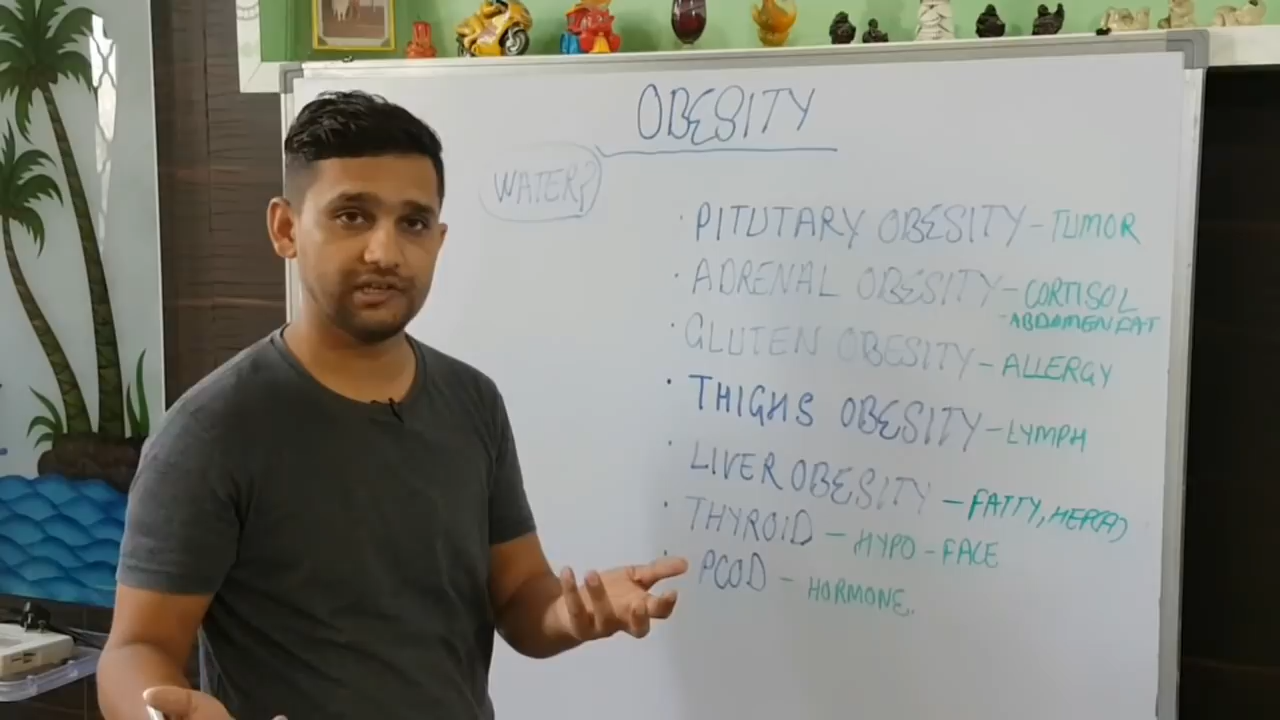 OBESITY
WATER?
· PITUTARY OBESITY - TUMOR
· ADRENAL OBESITY - CORTISOL
- ABDOMEN FAT
· GLUTEN OBESITY - ALLERGY
· THIGHS OBESITY - LYMPH
· LIVER OBESITY - FATTY, HEP(A)
· THYROID - HYPO - FACE
· PCOD - HORMONE.